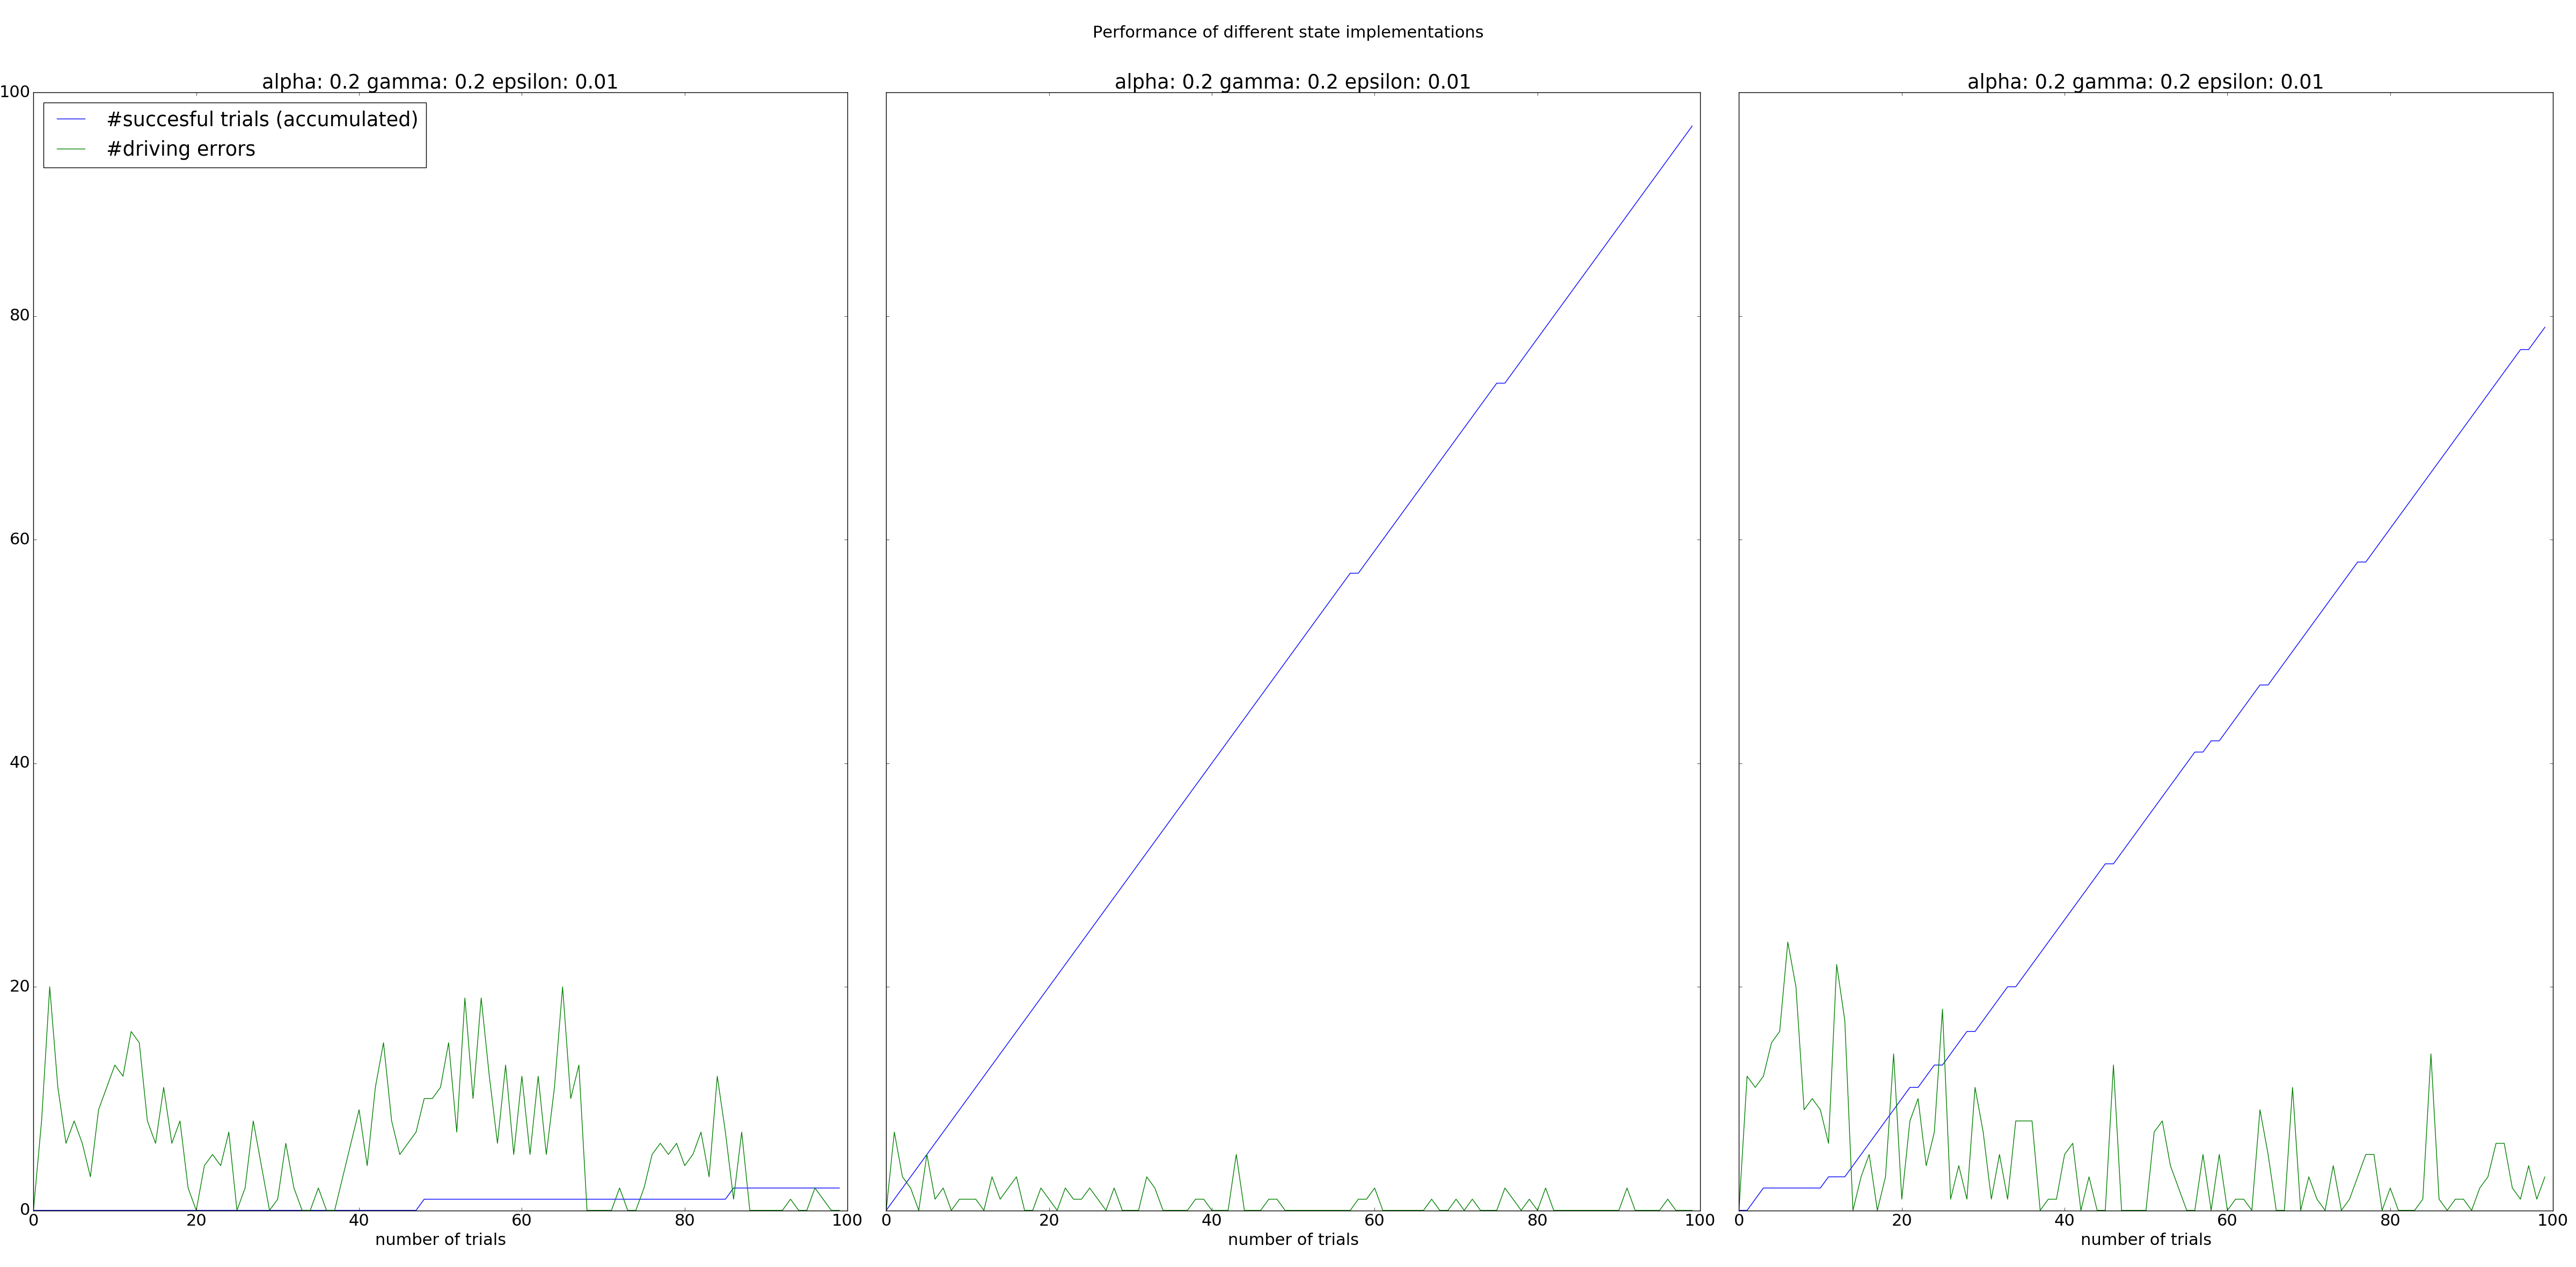 Performance of different state implementations
alpha: 0.2 gamma: 0.2 epsilon: 0.01
alpha: 0.2 gamma: 0.2 epsilon: 0.01
alpha: 0.2 gamma: 0.2 epsilon: 0.01
#succesful trials (accumulated)
#driving errors
100
80
60
40
20
0
0 20 40 60 80 100
0 20 40 60 80 100
0 20 40 60 80 100
number of trials
number of trials
number of trials